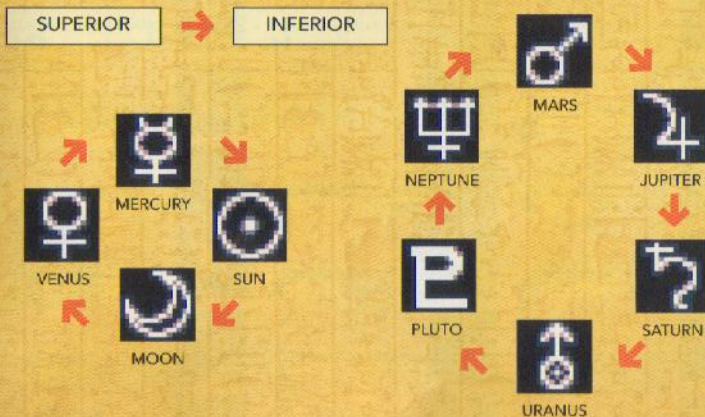 SUPERIOR
INFERIOR
MERCURY
VENUS
SUN
MOON
MARS
NEPTUNE
JUPITER
PLUTO
SATURN
URANUS